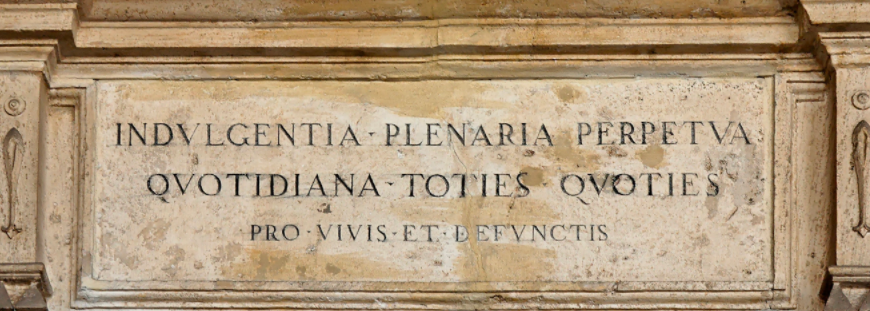 INDVLGENTIA·PLENARIA PERPETVA
QVOTIDIANA·TOTIES QVOTIES
PRO·VIVIS·ET·DEFVNCTIS